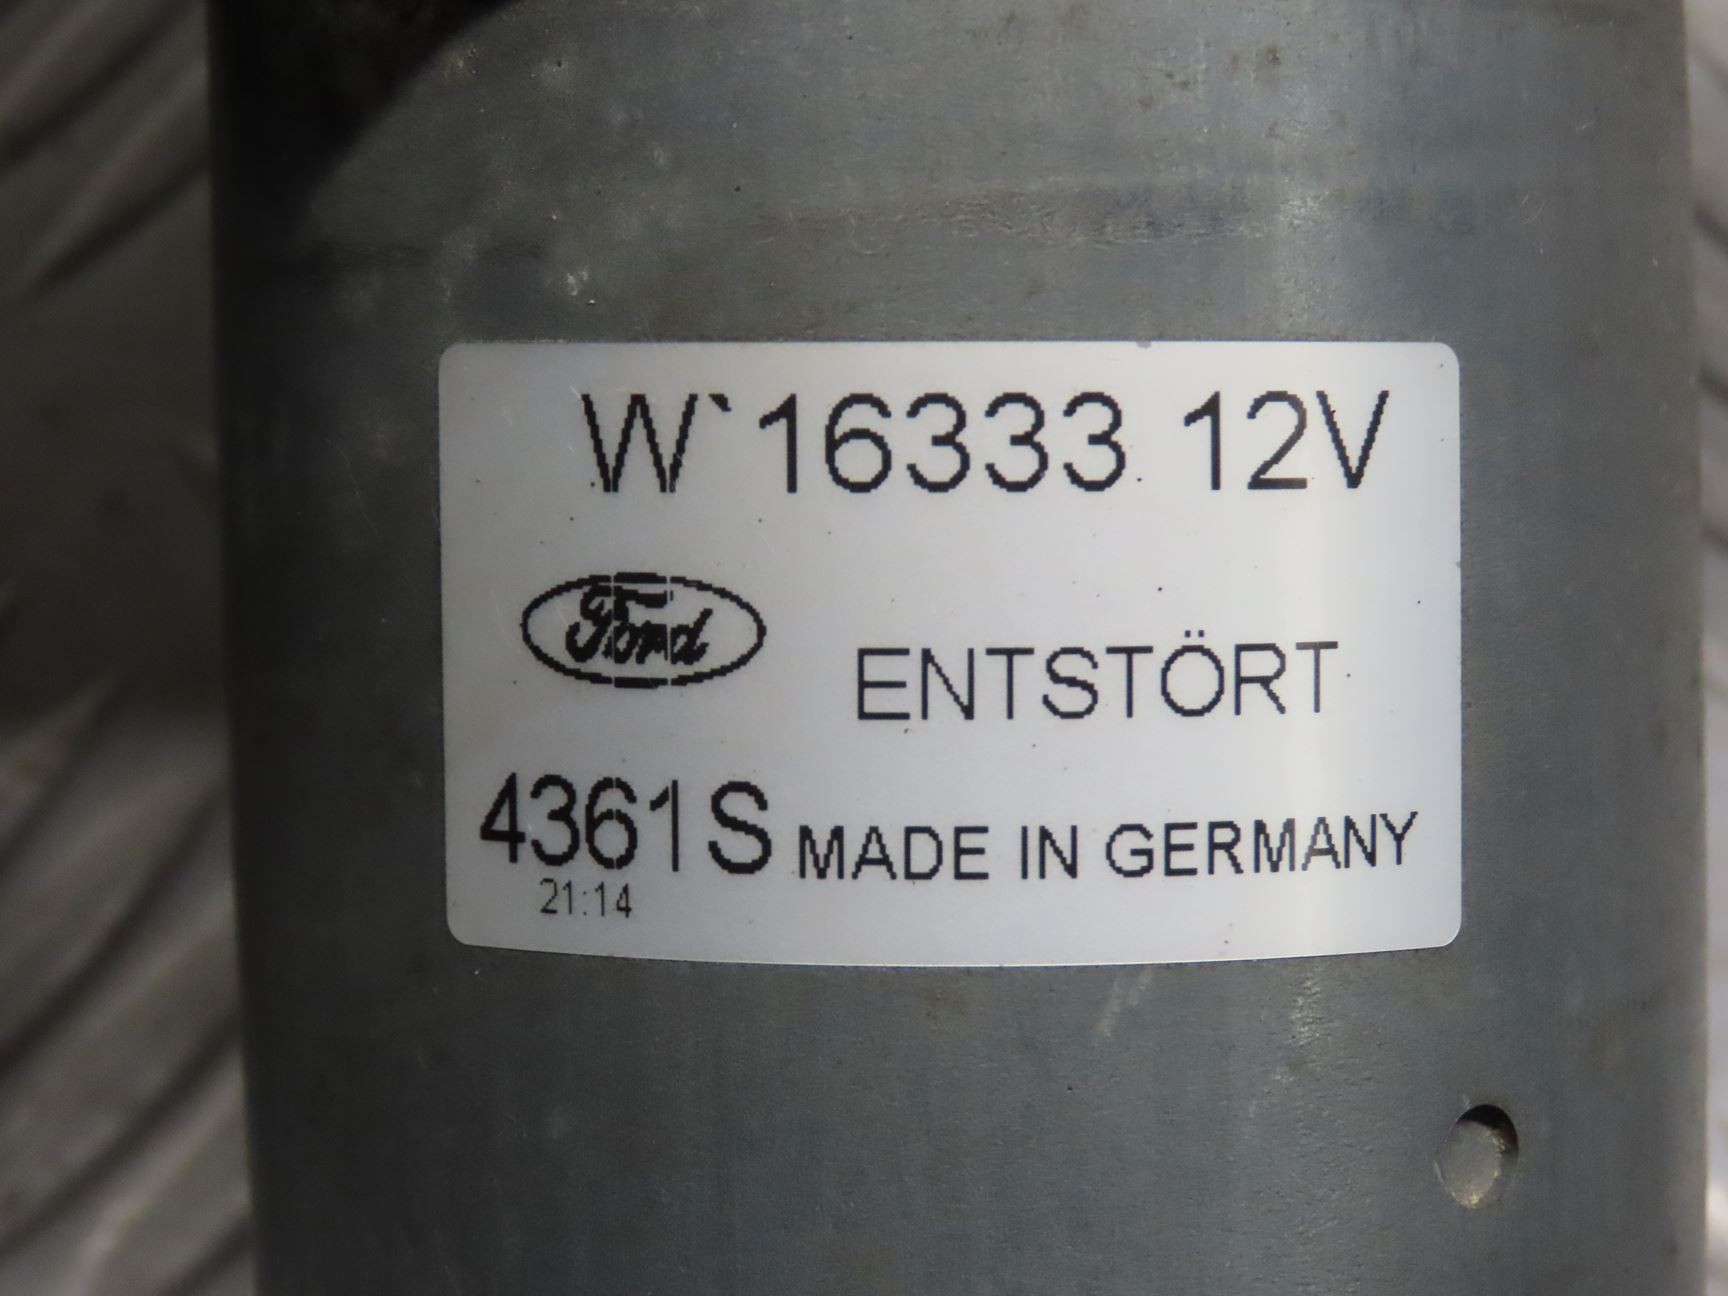 W`16333 12V
Ford
ENTSTÖRT
4361S MADE IN GERMANY
21:14